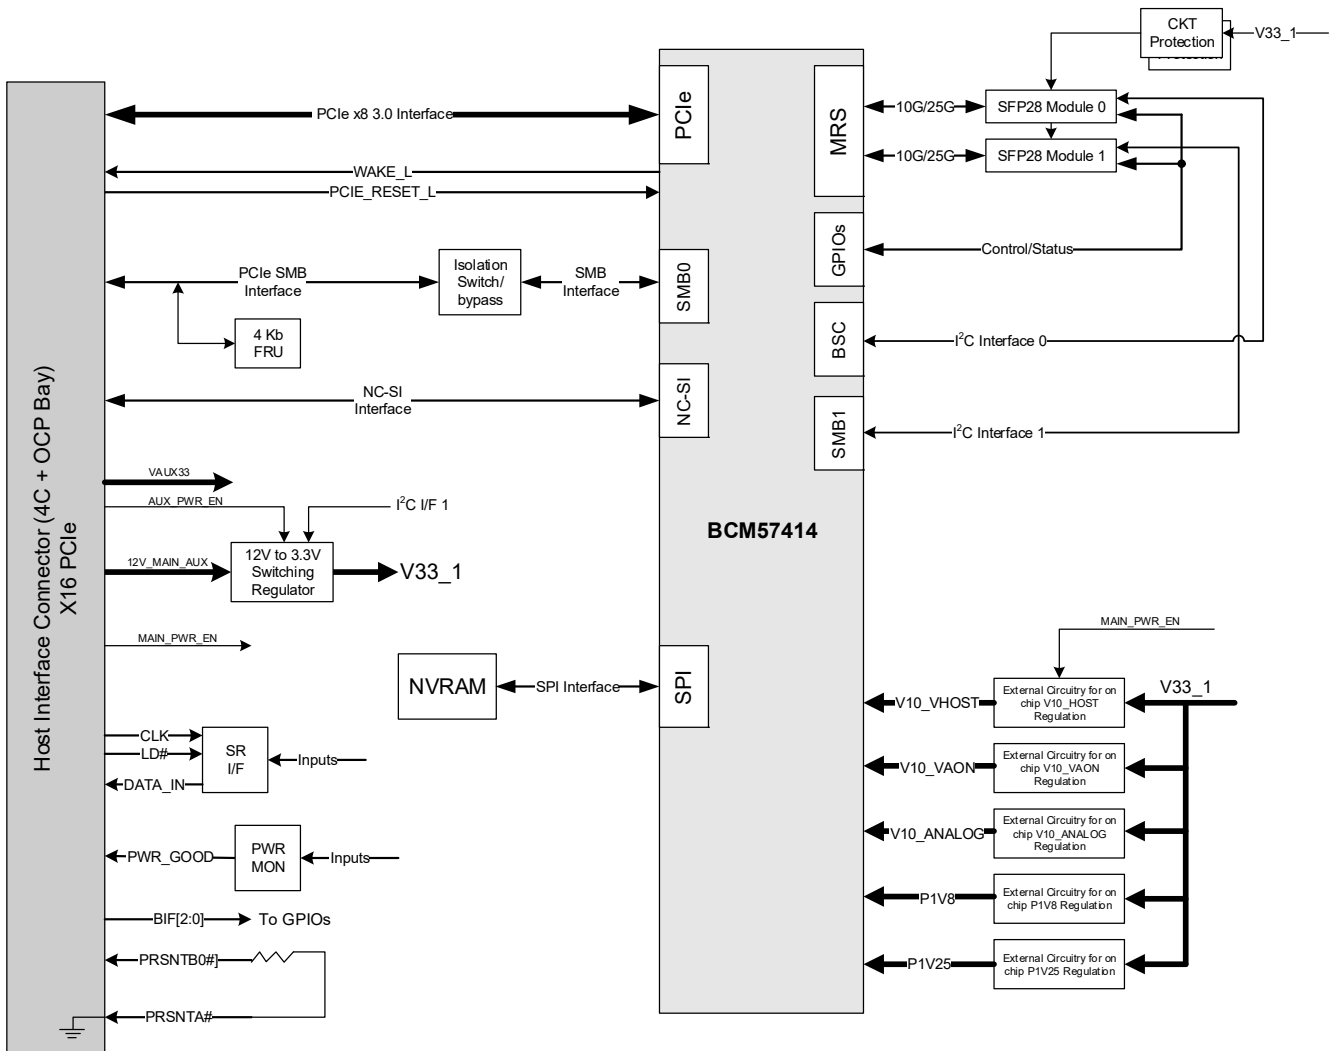 CKT
Protection
Protection
V33_1
Host Interface Connector (4C + OCP Bay)
X16 PCIe
PCIe x8 3.0 Interface
PCIe
MRS
10G/25G
SFP28 Module 0
10G/25G
SFP28 Module 1
WAKE_L
PCIE_RESET_L
GPIOs
Control/Status
PCIe SMB
Interface
Isolation
Switch/
bypass
SMB
Interface
SMB0
4 Kb
FRU
BSC
I2C Interface 0
NC-SI
Interface
NC-SI
SMB1
I2C Interface 1
VAUX33
AUX_PWR_EN
I2C I/F 1
BCM57414
12V_MAIN_AUX
12V to 3.3V
Switching
Regulator
V33_1
MAIN_PWR_EN
MAIN_PWR_EN
NVRAM
SPI Interface
SPI
V10_VHOST
External Circuitry for on
chip V10_HOST
Regulation
V33_1
CLK
LD#
DATA_IN
SR
I/F
Inputs
V10_VAON
External Circuitry for on
chip V10_VAON
Regulation
V10_ANALOG
External Circuitry for on
chip V10_ANALOG
Regulation
PWR_GOOD
PWR
MON
Inputs
P1V8
External Circuitry for on
chip P1V8 Regulation
BIF[2:0]
To GPIOs
PRSNTB0#]
P1V25
External Circuitry for on
chip P1V25 Regulation
PRSNTA#